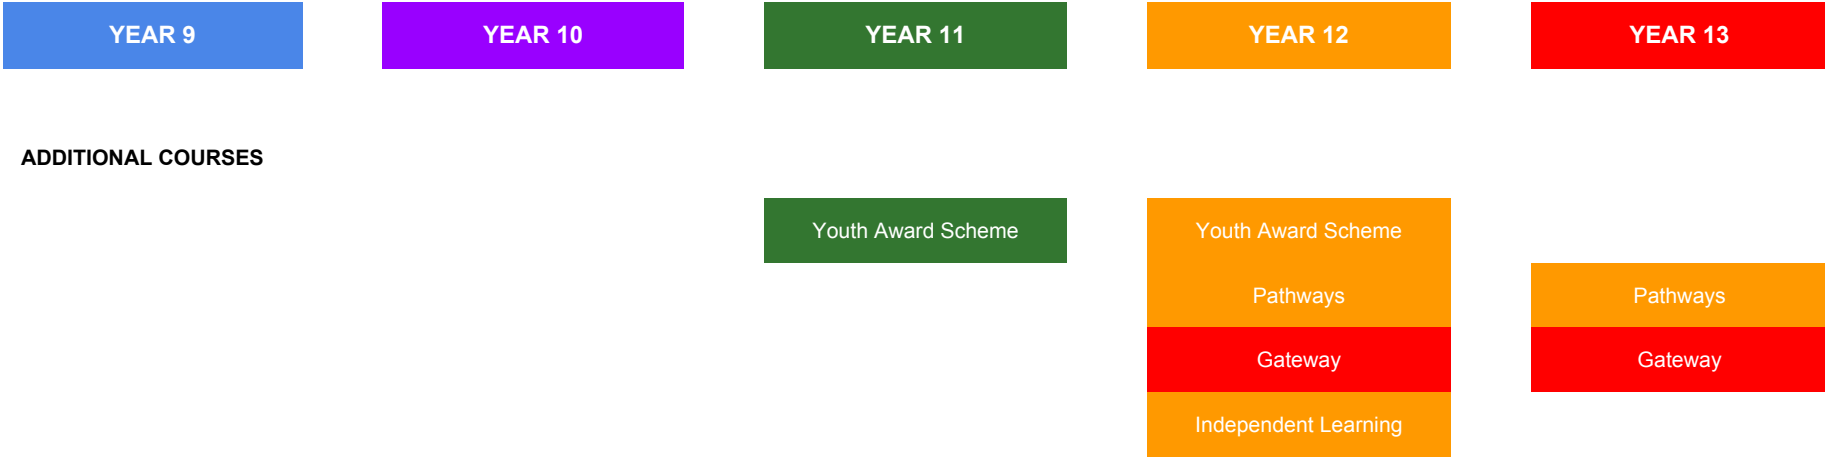 YEAR 9
YEAR 10
YEAR 11
YEAR 12
YEAR 13
ADDITIONAL COURSES
Youth Award Scheme
Youth Award Scheme
Pathways
Pathways
Gateway
Gateway
Independent Learning